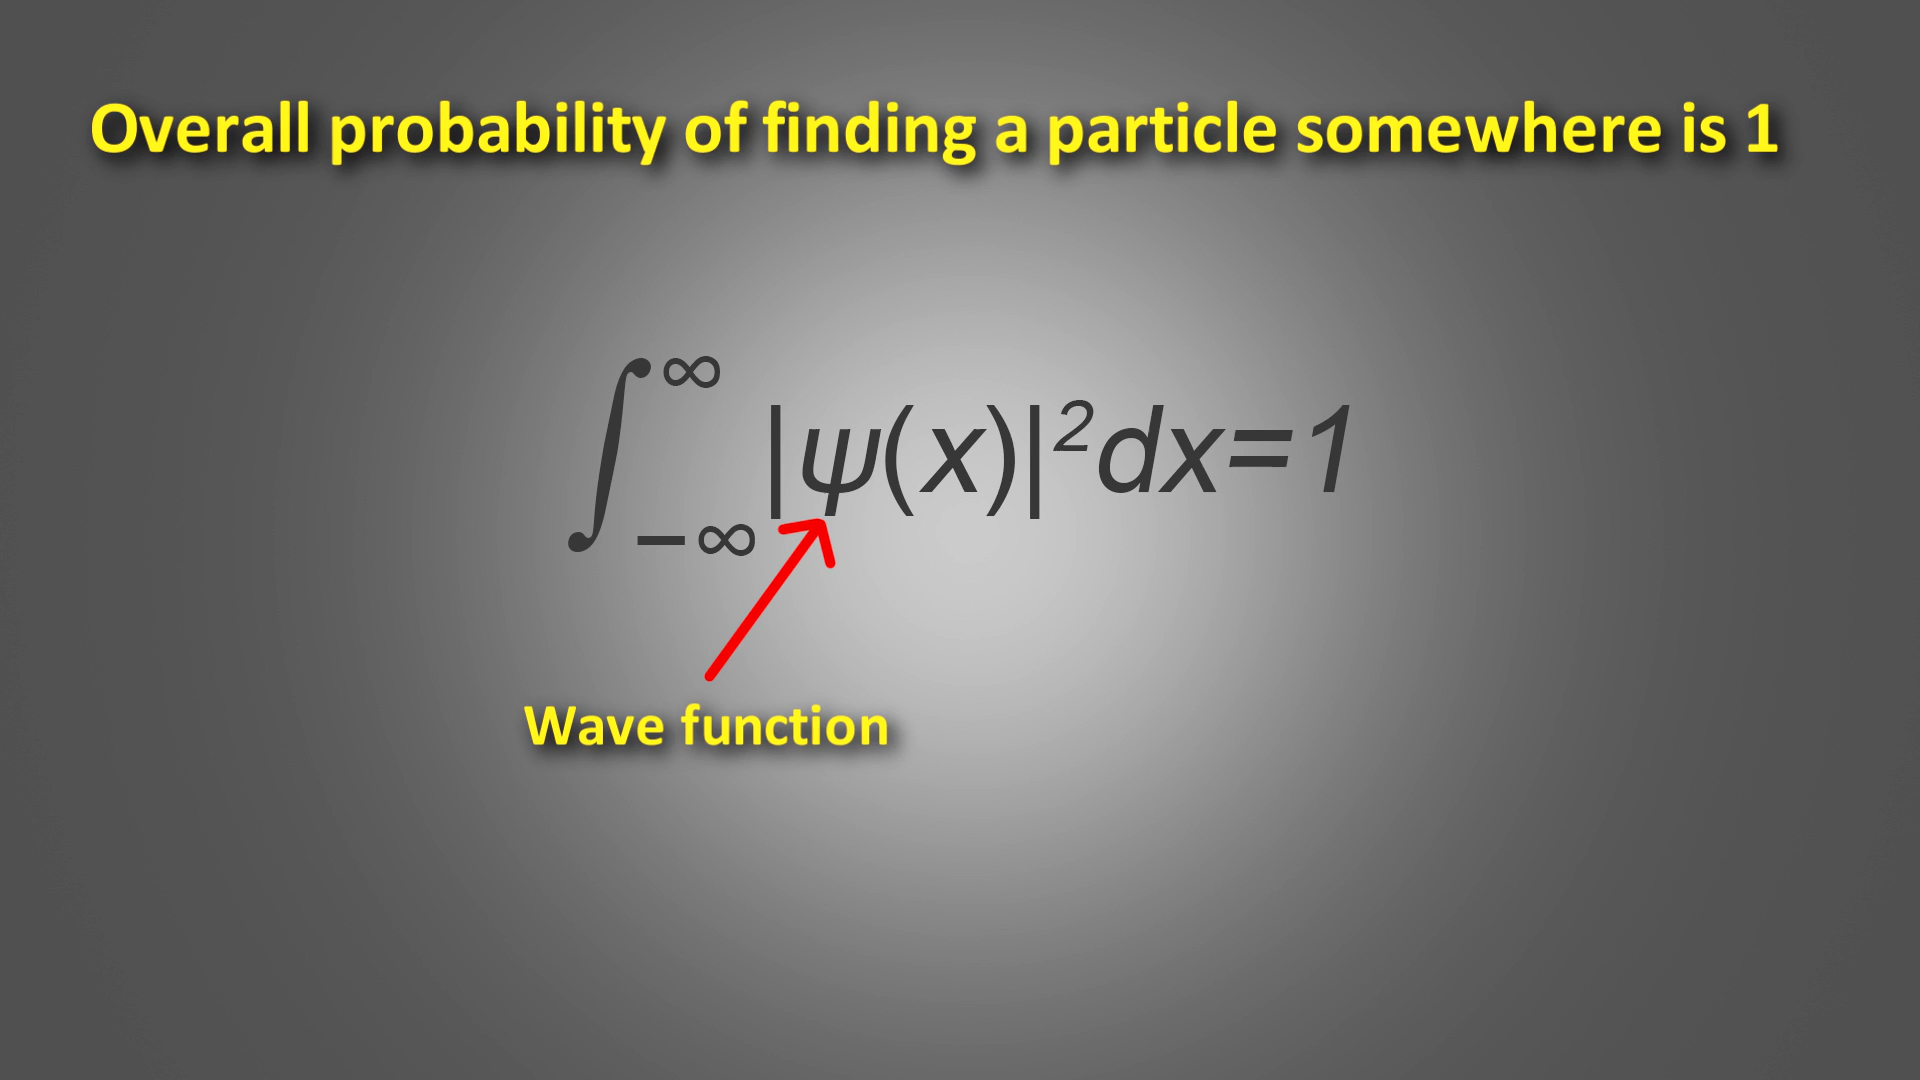 Overall probability of finding a particle somewhere is 1
∫_{-∞}^{∞} |ψ(x)|²dx=1
Wave function